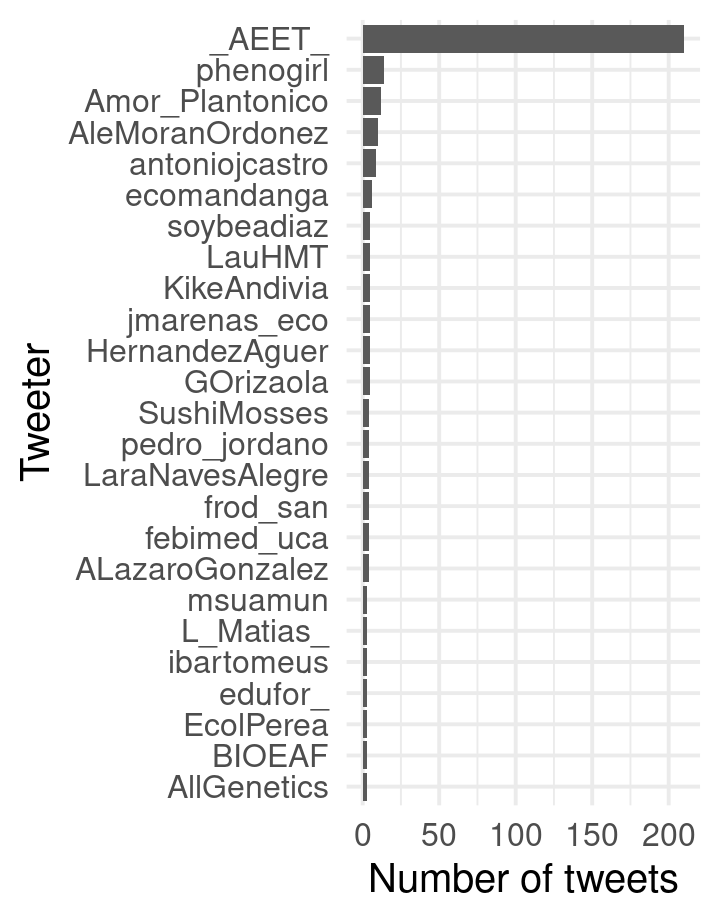 _AEET_
phenogirl
Amor_Plantonico
AleMoranOrdonez
antoniojcastro
ecomandanga
soybeadiaz
LauHMT
KikeAndivia
jmarenas_eco
HernandezAguer
GOrizaola
SushiMosses
pedro_jordano
LaraNavesAlegre
frod_san
febimed_uca
ALazaroGonzalez
msuamun
L_Matias_
ibartomeus
edufor_
EcolPerea
BIOEAF
AllGenetics
Tweeter
0 50 100 150 200
Number of tweets